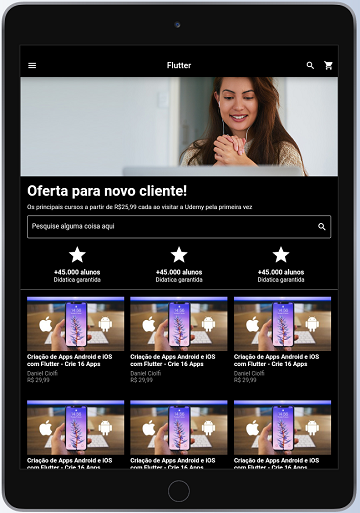 Flutter
Oferta para novo cliente!
Os principais cursos a partir de R$25,99 cada ao visitar a Udemy pela primeira vez
Pesquise alguma coisa aqui
+45.000 alunos +45.000 alunos +45.000 alunos
Didatica garantida Didatica garantida Didatica garantida
Criação de Apps Android e iOS Criação de Apps Android e iOS Criação de Apps Android e iOS
com Flutter - Crie 16 Apps com Flutter - Crie 16 Apps com Flutter - Crie 16 Apps
Daniel Ciolfi Daniel Ciolfi Daniel Ciolfi
R$ 29,99 R$ 29,99 R$ 29,99
Criação de Apps Android e iOS Criação de Apps Android e iOS Criação de Apps Android e iOS
com Flutter - Crie 16 Apps com Flutter - Crie 16 Apps com Flutter - Crie 16 Apps